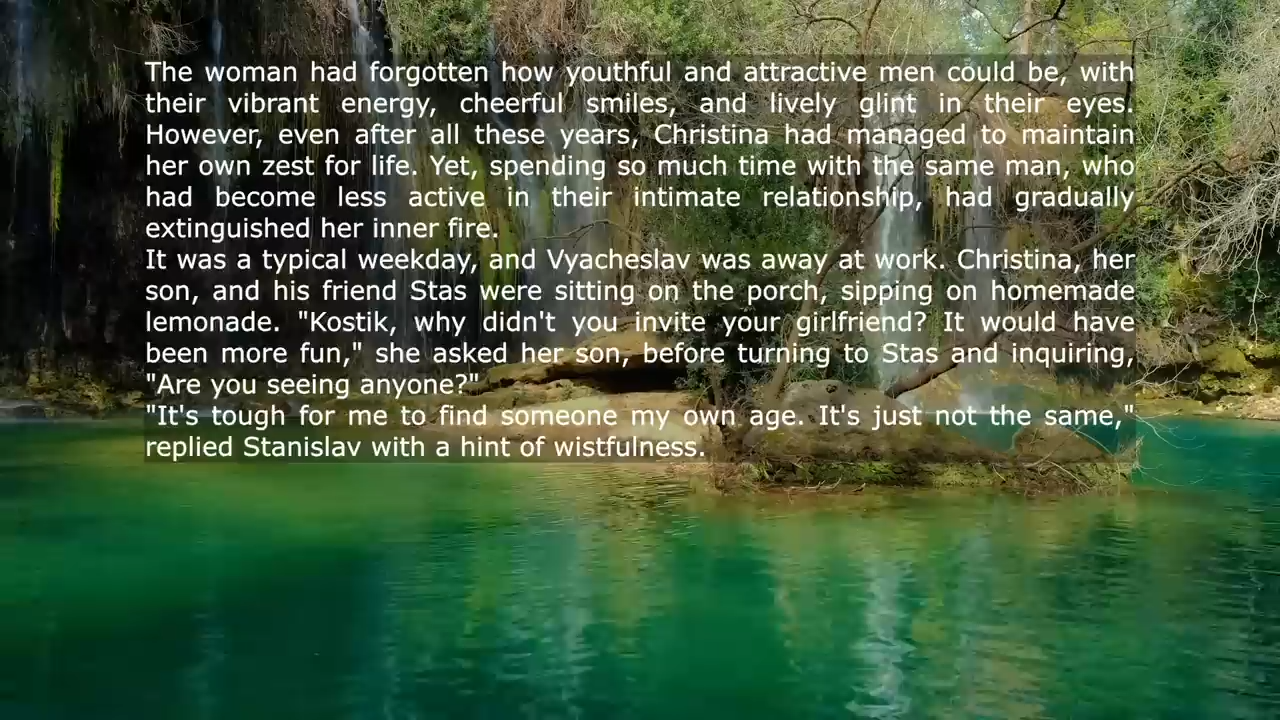 The woman had forgotten how youthful and attractive men could be, with
their vibrant energy, cheerful smiles, and lively glint in their eyes.
However, even after all these years, Christina had managed to maintain
her own zest for life. Yet, spending so much time with the same man, who
had become less active in their intimate relationship, had gradually
extinguished her inner fire.
It was a typical weekday, and Vyacheslav was away at work. Christina, her
son, and his friend Stas were sitting on the porch, sipping on homemade
lemonade. "Kostik, why didn't you invite your girlfriend? It would have
been more fun," she asked her son, before turning to Stas and inquiring,
"Are you seeing anyone?"
"It's tough for me to find someone my own age. It's just not the same,"
replied Stanislav with a hint of wistfulness.